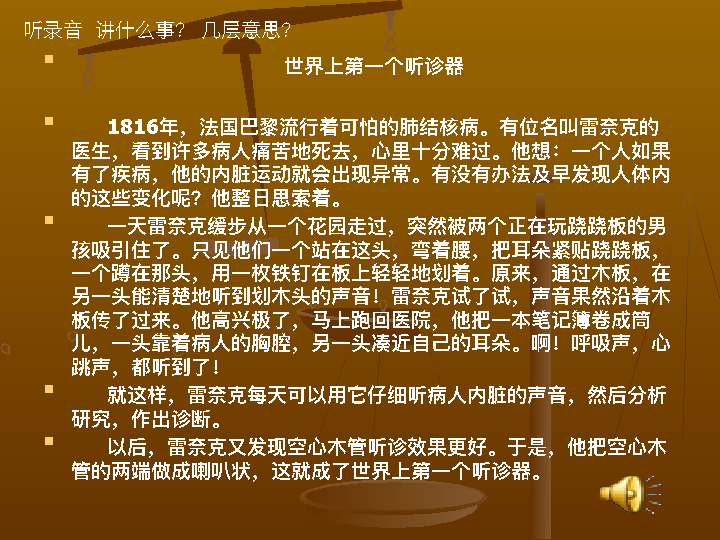 听录音 讲什么事? 几层意思?
世界上第一个听诊器
1816年，法国巴黎流行着可怕的肺结核病。有位名叫雷奈克的
医生，看到许多病人痛苦地死去，心里十分难过。他想：一个人如果
有了疾病，他的内脏运动就会出现异常。有没有办法及早发现人体内
的这些变化呢？他整日思索着。
一天雷奈克缓步从一个花园走过，突然被两个正在玩跷跷板的男
孩吸引住了。只见他们一个站在这头，弯着腰，把耳朵紧贴跷跷板，
一个蹲在那头，用一枚铁钉在板上轻轻地划着。原来，通过木板，在
另一头能清楚地听到划木头的声音！雷奈克试了试，声音果然沿着木
板传了过来。他高兴极了，马上跑回医院，他把一本笔记簿卷成筒
儿，一头靠着病人的胸腔，另一头凑近自己的耳朵。啊！呼吸声，心
跳声，都听到了！
就这样，雷奈克每天可以用它仔细听病人内脏的声音，然后分析
研究，作出诊断。
以后，雷奈克又发现空心木管听诊效果更好。于是，他把空心木
管的两端做成喇叭状，这就成了世界上第一个听诊器。